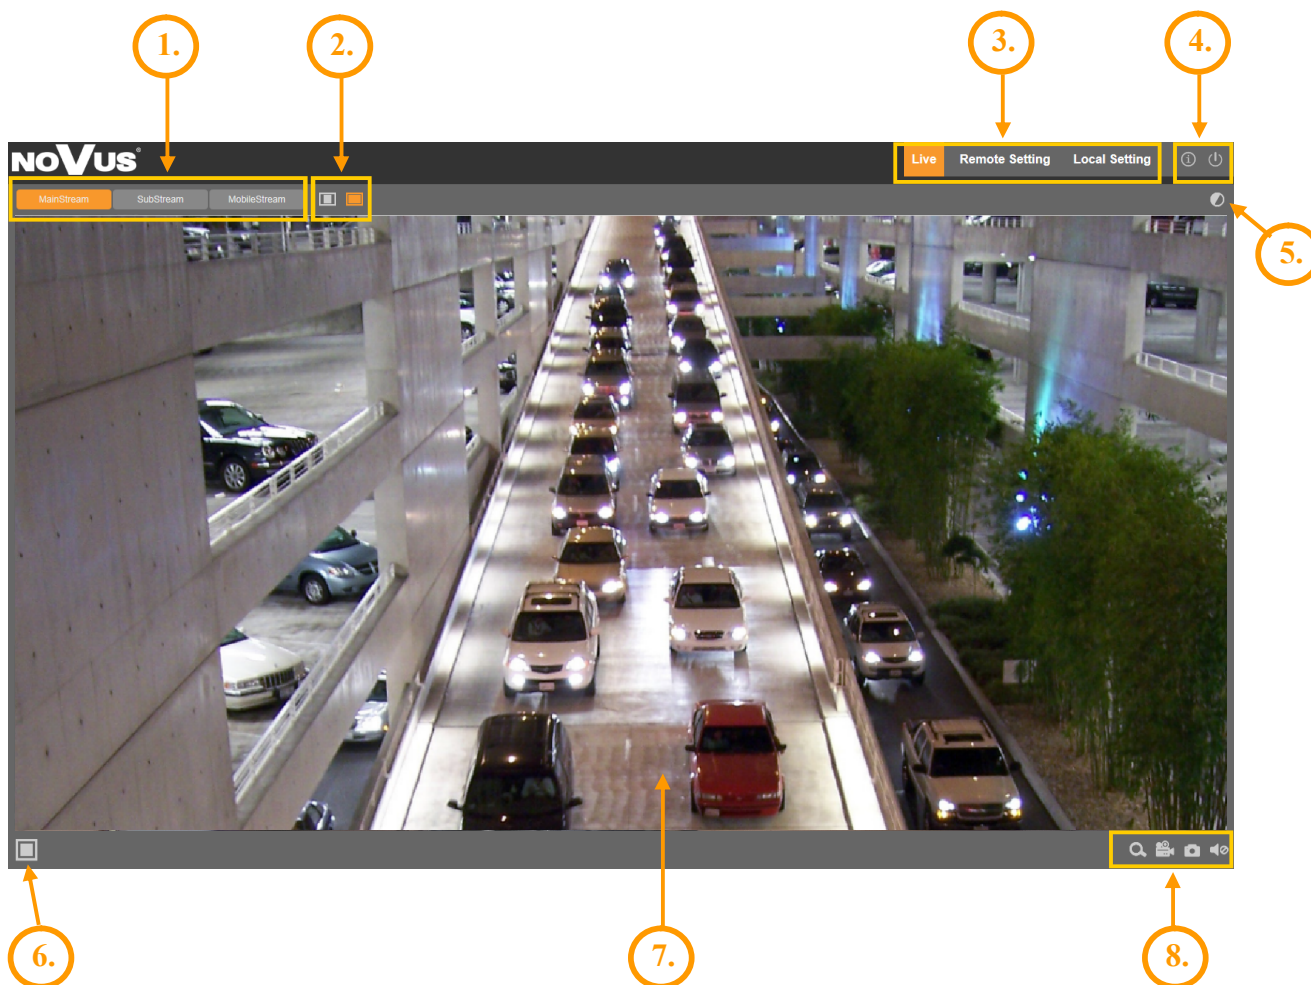 1.
2.
3.
4.
NOVUS®
Live Remote Setting Local Setting
MainStream SubStream MobileStream
5.
6.
7.
8.